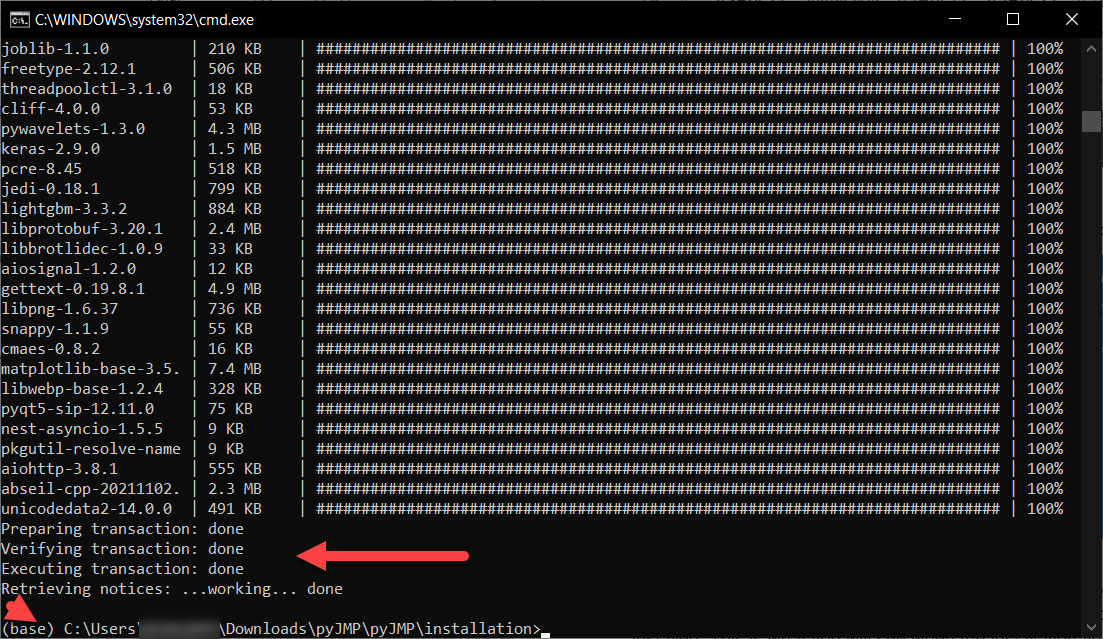 C:\WINDOWS\system32\cmd.exe
joblib-1.1.0 | 210 KB | ########################################################################### | 100%
freetype-2.12.1 | 506 KB | ########################################################################### | 100%
threadpoolctl-3.1.0 | 18 KB | ########################################################################### | 100%
cliff-4.0.0 | 53 KB | ########################################################################### | 100%
pywavelets-1.3.0 | 4.3 MB | ########################################################################### | 100%
keras-2.9.0 | 1.5 MB | ########################################################################### | 100%
pcre-8.45 | 518 KB | ########################################################################### | 100%
jedi-0.18.1 | 799 KB | ########################################################################### | 100%
lightgbm-3.3.2 | 884 KB | ########################################################################### | 100%
libprotobuf-3.20.1 | 2.4 MB | ########################################################################### | 100%
libbrotlidec-1.0.9 | 33 KB | ########################################################################### | 100%
aiosignal-1.2.0 | 12 KB | ########################################################################### | 100%
gettext-0.19.8.1 | 4.9 MB | ########################################################################### | 100%
libpng-1.6.37 | 736 KB | ########################################################################### | 100%
snappy-1.1.9 | 55 KB | ########################################################################### | 100%
cmaes-0.8.2 | 16 KB | ########################################################################### | 100%
matplotlib-base-3.5. | 7.4 MB | ########################################################################### | 100%
libwebp-base-1.2.4 | 328 KB | ########################################################################### | 100%
pyqt5-sip-12.11.0 | 75 KB | ########################################################################### | 100%
nest-asyncio-1.5.5 | 9 KB | ########################################################################### | 100%
pkgutil-resolve-name | 9 KB | ########################################################################### | 100%
aiohttp-3.8.1 | 555 KB | ########################################################################### | 100%
abseil-cpp-20211102. | 2.3 MB | ########################################################################### | 100%
unicodedata2-14.0.0 | 491 KB | ########################################################################### | 100%
Preparing transaction: done
Verifying transaction: done
Executing transaction: done
Retrieving notices: ...working... done
(base) C:\Users\ \Downloads\pyJMP\pyJMP\installation>